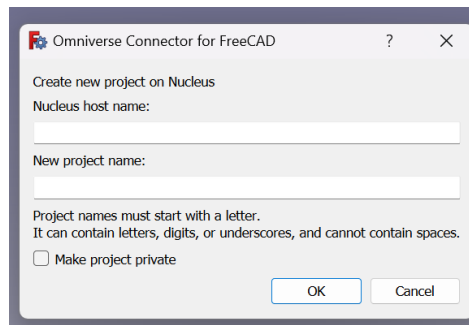 Omniverse Connector for FreeCAD ?
Create new project on Nucleus
Nucleus host name:
New project name:
Project names must start with a letter.
It can contain letters, digits, or underscores, and cannot contain spaces.
Make project private
OK Cancel